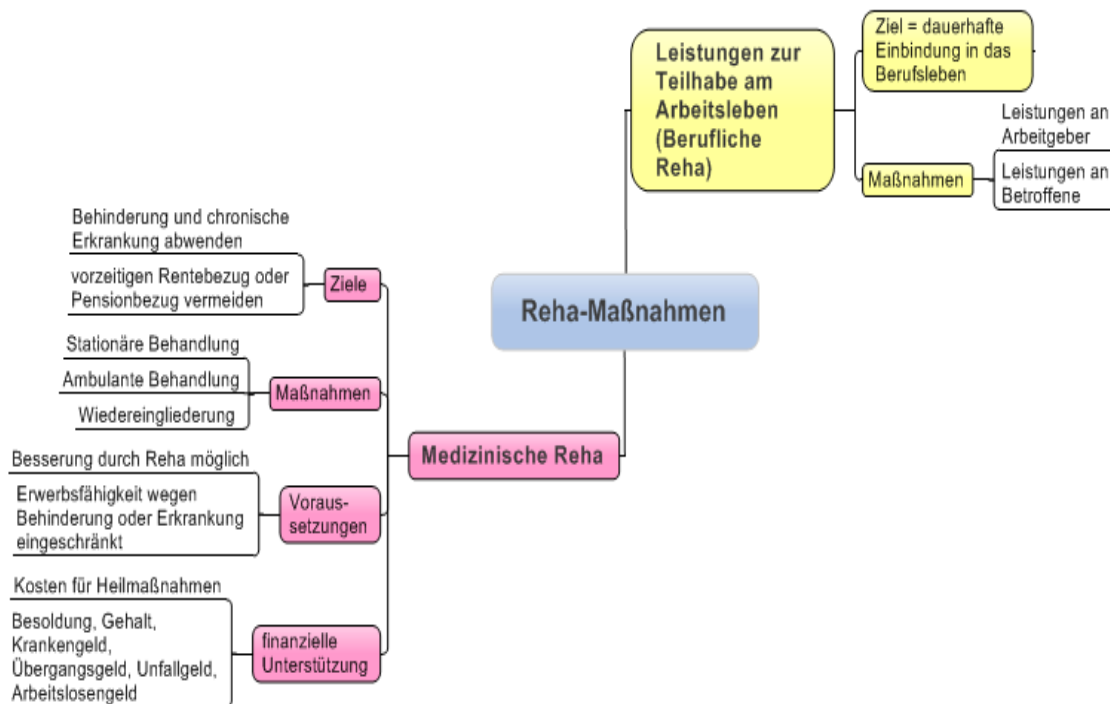 Leistungen zur
Teilhabe am
Arbeitsleben
(Berufliche
Reha)
Ziel = dauerhafte
Einbindung in das
Berufsleben
Maßnahmen
Leistungen an
Arbeitgeber
Leistungen an
Betroffene
Reha-Maßnahmen
Medizinische Reha
Ziele
Behinderung und chronische
Erkrankung abwenden
vorzeitigen Rentebezug oder
Pensionbezug vermeiden
Maßnahmen
Stationäre Behandlung
Ambulante Behandlung
Wiedereingliederung
Voraus-
setzungen
Besserung durch Reha möglich
Erwerbsfähigkeit wegen
Behinderung oder Erkrankung
eingeschränkt
finanzielle
Unterstützung
Kosten für Heilmaßnahmen
Besoldung, Gehalt,
Krankengeld,
Übergangsgeld, Unfallgeld,
Arbeitslosengeld